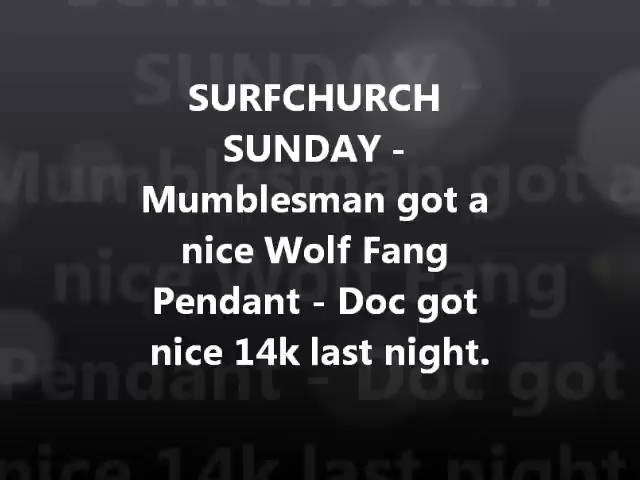 SURFCHURCH
SUNDAY -
Mumblesman got a
nice Wolf Fang
Pendant - Doc got
nice 14k last night.